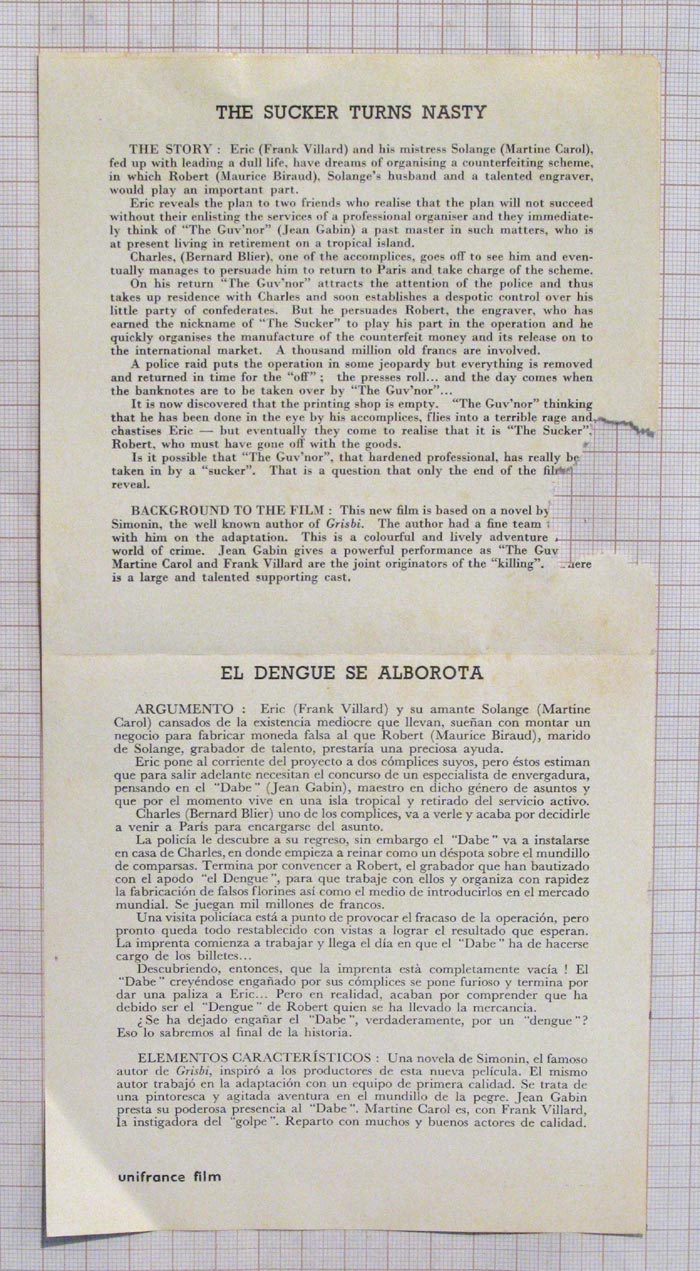 THE SUCKER TURNS NASTY
THE STORY : Eric (Frank Villard) and his mistress Solange (Martine Carol),
fed up with leading a dull life, have dreams of organising a counterfeiting scheme,
in which Robert (Maurice Biraud), Solange's husband and a talented engraver,
would play an important part.
Eric reveals the plan to two friends who realise that the plan will not succeed
without their enlisting the services of a professional organiser and they immediate-
ly think of "The Guv'nor" (Jean Gabin) a past master in such matters, who is
at present living in retirement on a tropical island.
Charles, (Bernard Blier), one of the accomplices, goes off to see him and even-
tually manages to persuade him to return to Paris and take charge of the scheme.
On his return "The Guv'nor" attracts the attention of the police and thus
takes up residence with Charles and soon establishes a despotic control over his
little party of confederates. But he persuades Robert, the engraver, who has
earned the nickname of "The Sucker" to play his part in the operation and he
quickly organises the manufacture of the counterfeit money and its release on to
the international market. A thousand million old francs are involved.
A police raid puts the operation in some jeopardy but everything is removed
and returned in time for the "off" ; the presses roll... and the day comes when
the banknotes are to be taken over by "The Guv'nor"...
It is now discovered that the printing shop is empty. "The Guv'nor" thinking
that he has been done in the eye by his accomplices, flies into a terrible rage and
chastises Eric — but eventually they come to realise that it is "The Sucker",
Robert, who must have gone off with the goods.
Is it possible that "The Guv'nor", that hardened professional, has really be
taken in by a "sucker". That is a question that only the end of the
reveal.
BACKGROUND TO THE FILM : This new film is based on a novel by
Simonin, the well known author of Grisbi. The author had a fine team
with him on the adaptation. This is a colourful and lively adventure
world of crime. Jean Gabin gives a powerful performance as "The Guv
Martine Carol and Frank Villard are the joint originators of the "killing". here
is a large and talented supporting cast.
EL DENGUE SE ALBOROTA
ARGUMENTO : Eric (Frank Villard) y su amante Solange (Martine
Carol) cansados de la existencia mediocre que llevan, sueñan con montar un
negocio para fabricar moneda falsa al que Robert (Maurice Biraud), marido
de Solange, grabador de talento, prestaría una preciosa ayuda.
Eric pone al corriente del proyecto a dos cómplices suyos, pero éstos estiman
que para salir adelante necesitan el concurso de un especialista de envergadura,
pensando en el "Dabe" (Jean Gabin), maestro en dicho género de asuntos y
que por el momento vive en una isla tropical y retirado del servicio activo.
Charles (Bernard Blier) uno de los complices, va a verle y acaba por decidirle
a venir a París para encargarse del asunto.
La policía le descubre a su regreso, sin embargo el "Dabe" va a instalarse
en casa de Charles, en donde empieza a reinar como un déspota sobre el mundillo
de comparsas. Termina por convencer a Robert, el grabador que han bautizado
con el apodo "el Dengue", para que trabaje con ellos y organiza con rapidez
la fabricación de falsos florines así como el medio de introducirlos en el mercado
mundial. Se juegan mil millones de francos.
Una visita policíaca está a punto de provocar el fracaso de la operación, pero
pronto queda todo restablecido con vistas a lograr el resultado que esperan.
La imprenta comienza a trabajar y llega el día en que el "Dabe" ha de hacerse
cargo de los billetes...
Descubriendo, entonces, que la imprenta està completamente vacía ! El
"Dabe" creyéndose engañado por sus cómplices se pone furioso y termina por
dar una paliza a Eric... Pero en realidad, acaban por comprender que ha
debido ser el "Dengue" de Robert quien se ha llevado la mercancía.
¿Se ha dejado engañar el "Dabe", verdaderamente, por un "dengue"?
Eso lo sabremos al final de la historia.
ELEMENTOS CARACTERÍSTICOS : Una novela de Simonin, el famoso
autor de Grisbi, inspiró a los productores de esta nueva película. El mismo
autor trabajó en la adaptación con un equipo de primera calidad. Se trata de
una pintoresca y agitada aventura en el mundillo de la pegre. Jean Gabin
presta su poderosa presencia al "Dabe". Martine Carol es, con Frank Villard,
la instigadora del "golpe". Reparto con muchos y buenos actores de calidad.
unifrance film